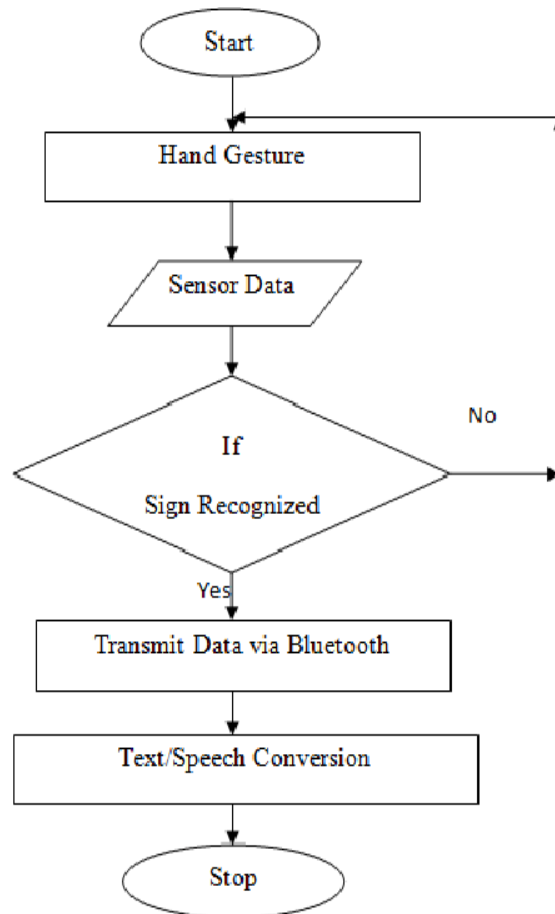 Start
Hand Gesture
Sensor Data
No
If
Sign Recognized
Yes
Transmit Data via Bluetooth
Text/Speech Conversion
Stop